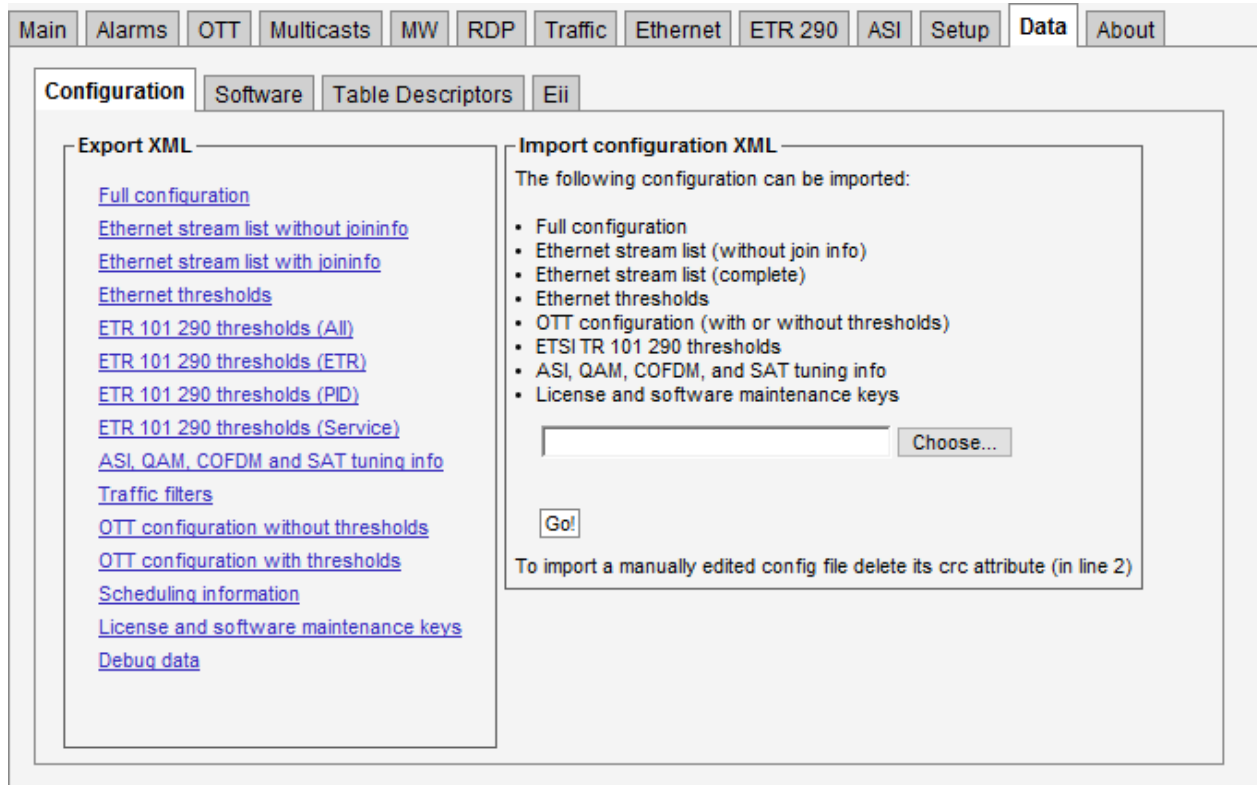 Main Alarms OTT Multicasts MW RDP Traffic Ethernet ETR 290 ASI Setup Data About
Configuration Software Table Descriptors Eii
Export XML
Full configuration
Ethernet stream list without joininfo
Ethernet stream list with joininfo
Ethernet thresholds
ETR 101 290 thresholds (All)
ETR 101 290 thresholds (ETR)
ETR 101 290 thresholds (PID)
ETR 101 290 thresholds (Service)
ASI, QAM, COFDM and SAT tuning info
Traffic filters
OTT configuration without thresholds
OTT configuration with thresholds
Scheduling information
License and software maintenance keys
Debug data
Import configuration XML
The following configuration can be imported:
• Full configuration
• Ethernet stream list (without join info)
• Ethernet stream list (complete)
• Ethernet thresholds
• OTT configuration (with or without thresholds)
• ETSI TR 101 290 thresholds
• ASI, QAM, COFDM, and SAT tuning info
• License and software maintenance keys
Choose...
Go!
To import a manually edited config file delete its crc attribute (in line 2)